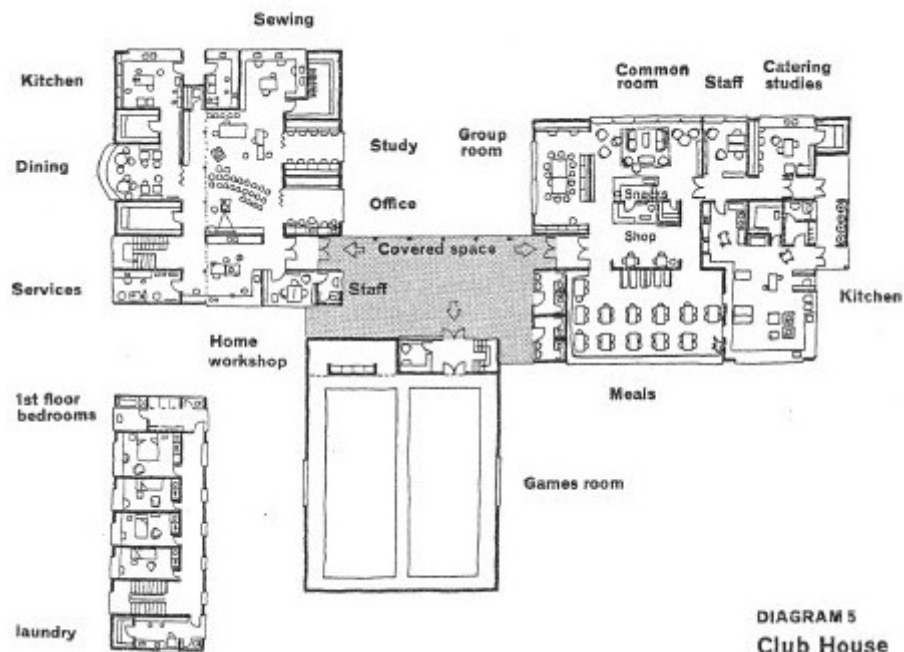 Sewing
Kitchen
Common
room
Staff
Catering
studies
Group
room
Study
Dining
Snacks
Office
Shop
Covered space
Services
Staff
Kitchen
Home
workshop
Meals
1st floor
bedrooms
Games room
laundry
DIAGRAM 5
Club House